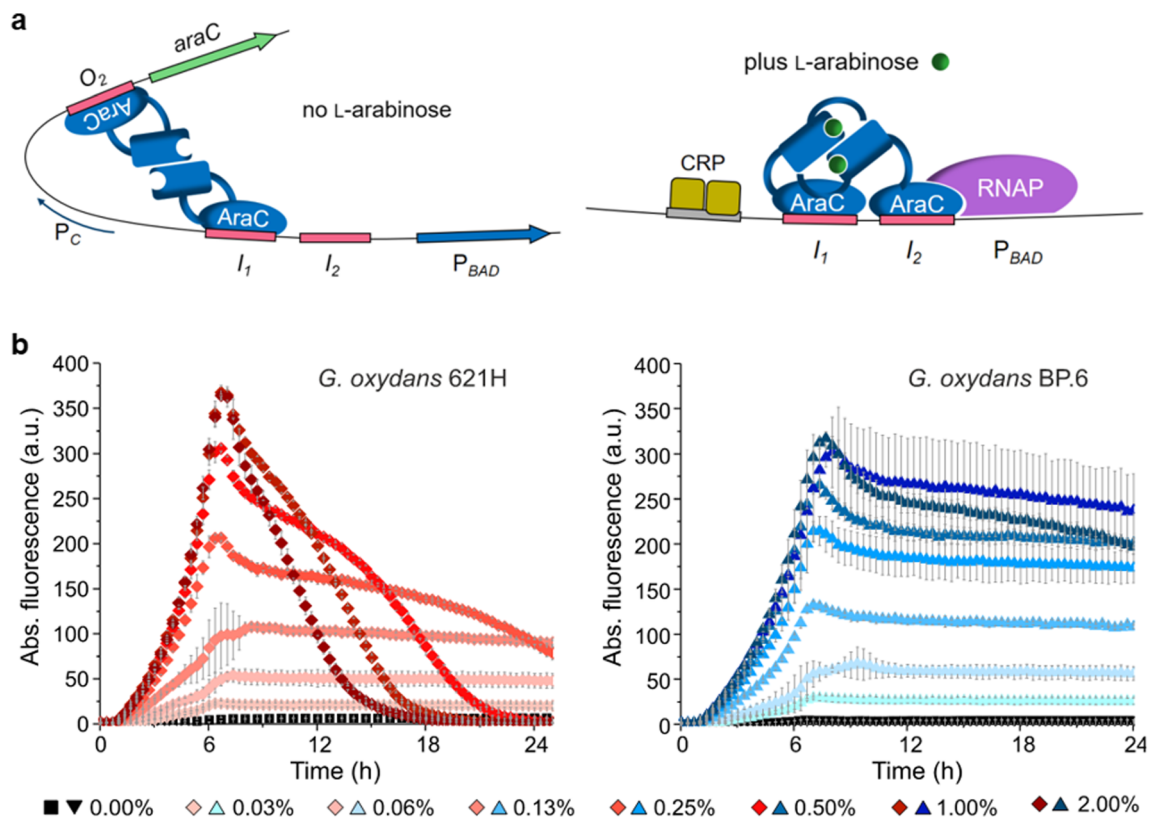 a
araC
O2
AraC
no L-arabinose
AraC
PC
I1
I2
PBAD
plus L-arabinose
CRP
AraC
AraC
RNAP
I1
I2
PBAD
b
G. oxydans 621H
Abs. fluorescence (a.u.)
400
350
300
250
200
150
100
50
0
0 6 12 18 24
Time (h)
G. oxydans BP.6
Abs. fluorescence (a.u.)
400
350
300
250
200
150
100
50
0
0 6 12 18 24
Time (h)
0.00% 0.03% 0.06% 0.13% 0.25% 0.50% 1.00% 2.00%